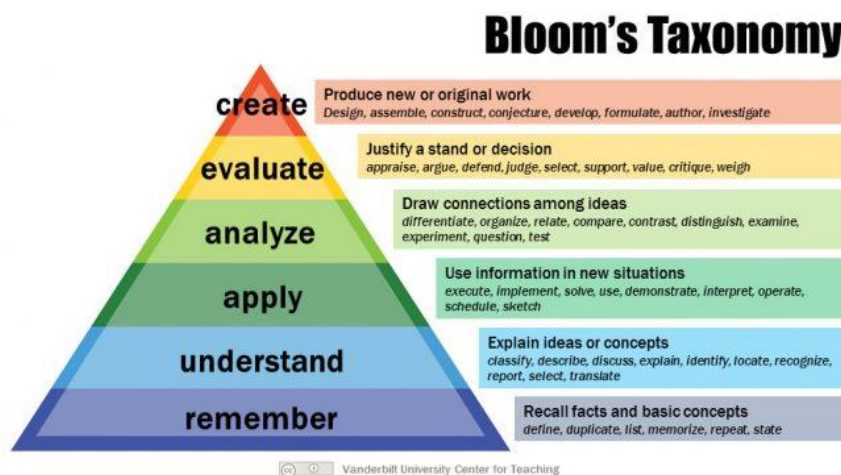 Bloom's Taxonomy
create
Produce new or original work
Design, assemble, construct, conjecture, develop, formulate, author, investigate
evaluate
Justify a stand or decision
appraise, argue, defend, judge, select, support, value, critique, weigh
analyze
Draw connections among ideas
differentiate, organize, relate, compare, contrast, distinguish, examine,
experiment, question, test
apply
Use information in new situations
execute, implement, solve, use, demonstrate, interpret, operate,
schedule, sketch
understand
Explain ideas or concepts
classify, describe, discuss, explain, identify, locate, recognize,
report, select, translate
remember
Recall facts and basic concepts
define, duplicate, list, memorize, repeat, state
cc
Vanderbilt University Center for Teaching